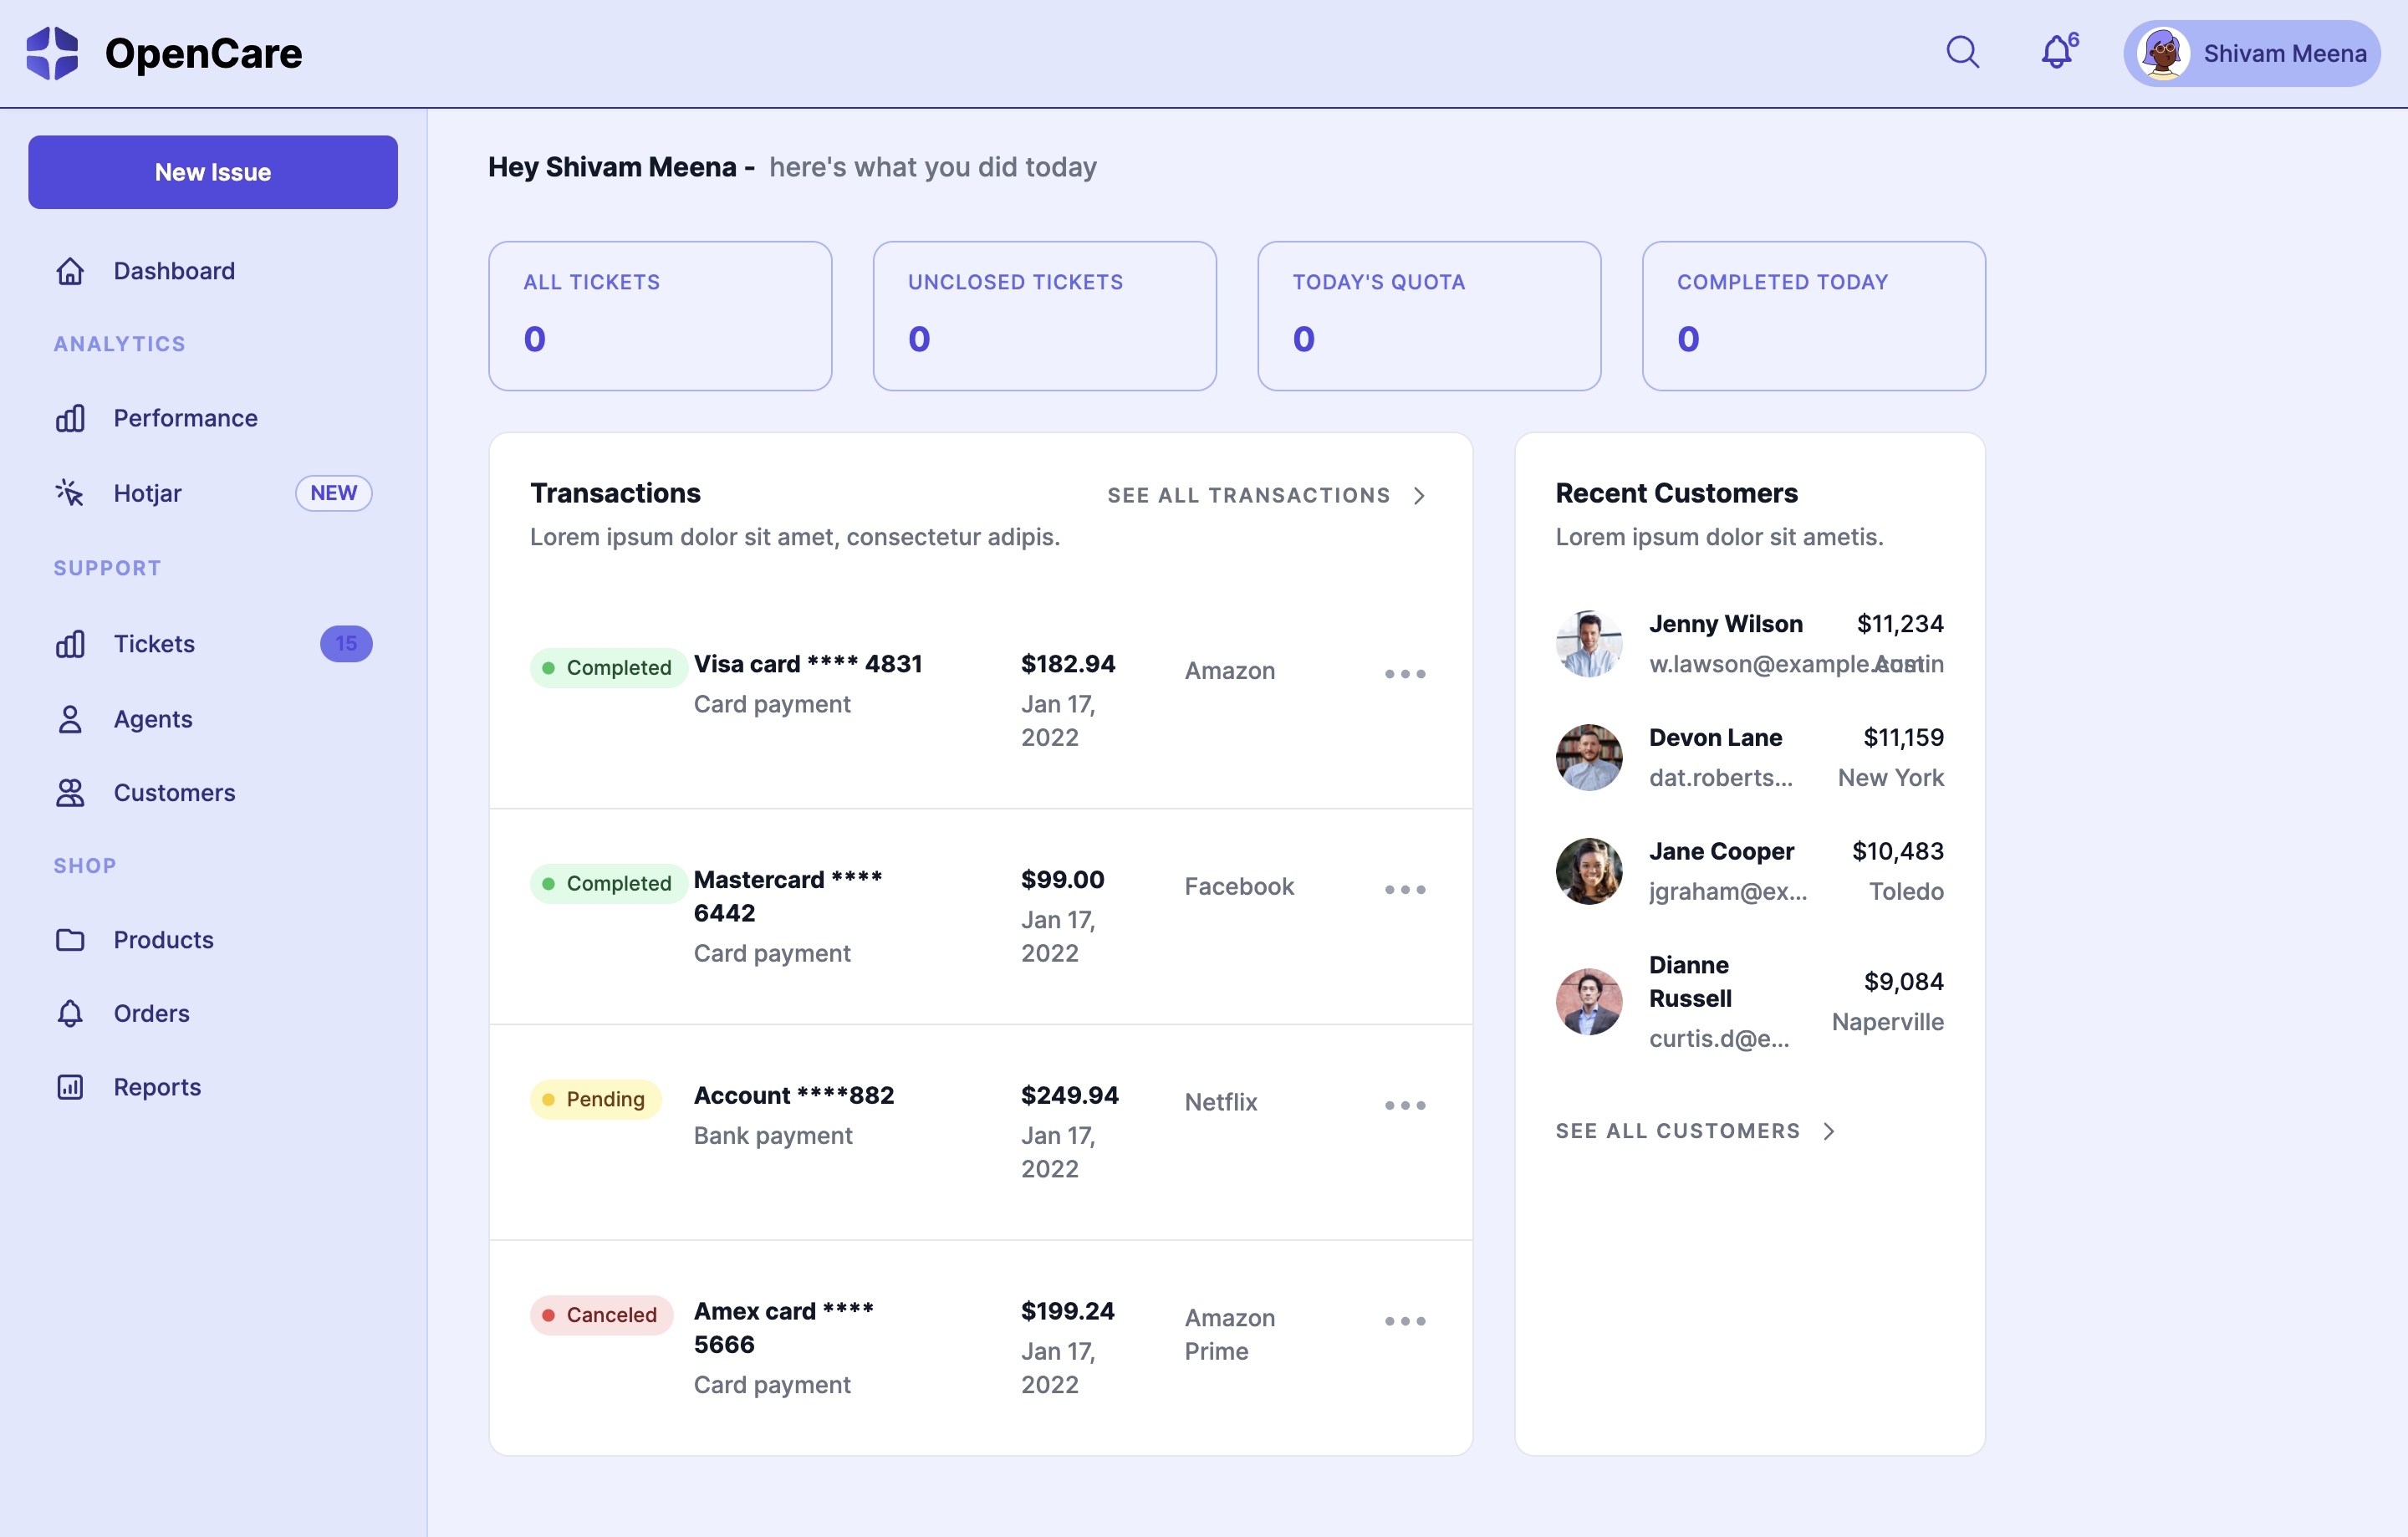 OpenCare
6
Shivam Meena
New Issue
Dashboard
ANALYTICS
Performance
Hotjar
NEW
SUPPORT
Tickets
15
Agents
Customers
SHOP
Products
Orders
Reports
Hey Shivam Meena - here's what you did today
ALL TICKETS
0
UNCLOSED TICKETS
0
TODAY'S QUOTA
0
COMPLETED TODAY
0
Transactions
SEE ALL TRANSACTIONS
Lorem ipsum dolor sit amet, consectetur adipis.
Completed
Visa card **** 4831
Card payment
$182.94
Jan 17,
2022
Amazon
Completed
Mastercard ****
6442
Card payment
$99.00
Jan 17,
2022
Facebook
Pending
Account ****882
Bank payment
$249.94
Jan 17,
2022
Netflix
Canceled
Amex card ****
5666
Card payment
$199.24
Jan 17,
2022
Amazon
Prime
Recent Customers
Lorem ipsum dolor sit ametis.
Jenny Wilson
$11,234
w.lawson@example.com
Austin
Devon Lane
$11,159
dat.roberts...
New York
Jane Cooper
$10,483
jgraham@ex...
Toledo
Dianne
Russell
$9,084
curtis.d@e...
Naperville
SEE ALL CUSTOMERS